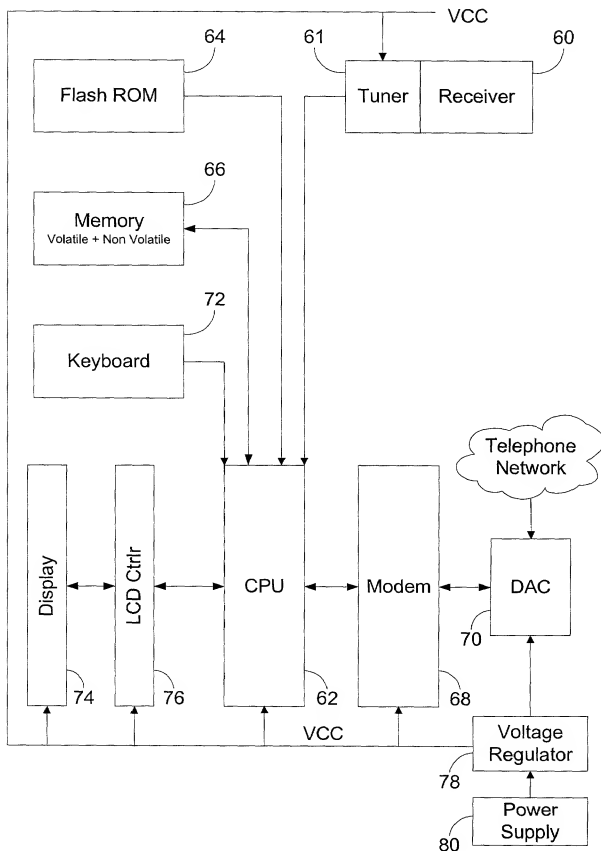 VCC
64
61
60
Flash ROM
Tuner
Receiver
66
Memory
Volatile + Non Volatile
72
Keyboard
Telephone
Network
Display
LCD Ctrlr
CPU
Modem
DAC
70
74
76
62
68
VCC
Voltage
Regulator
78
Power
Supply
80